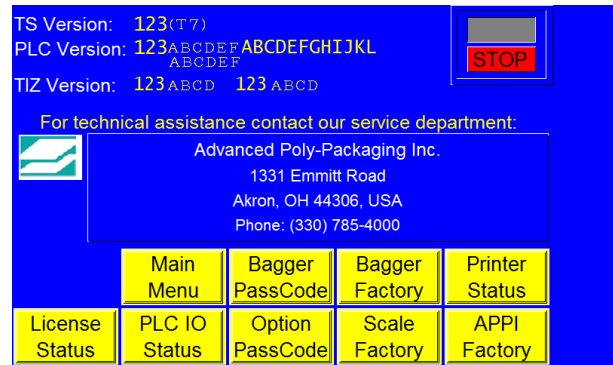 TS Version: 123(T7)
PLC Version: 123ABCDEFABCDEFGHIJKL
ABCDEF
TIZ Version: 123ABCD 123ABCD
STOP
For technical assistance contact our service department:
Advanced Poly-Packaging Inc.
1331 Emmitt Road
Akron, OH 44306, USA
Phone: (330) 785-4000
Main Menu
Bagger PassCode
Bagger Factory
Printer Status
License Status
PLC IO Status
Option PassCode
Scale Factory
APPI Factory